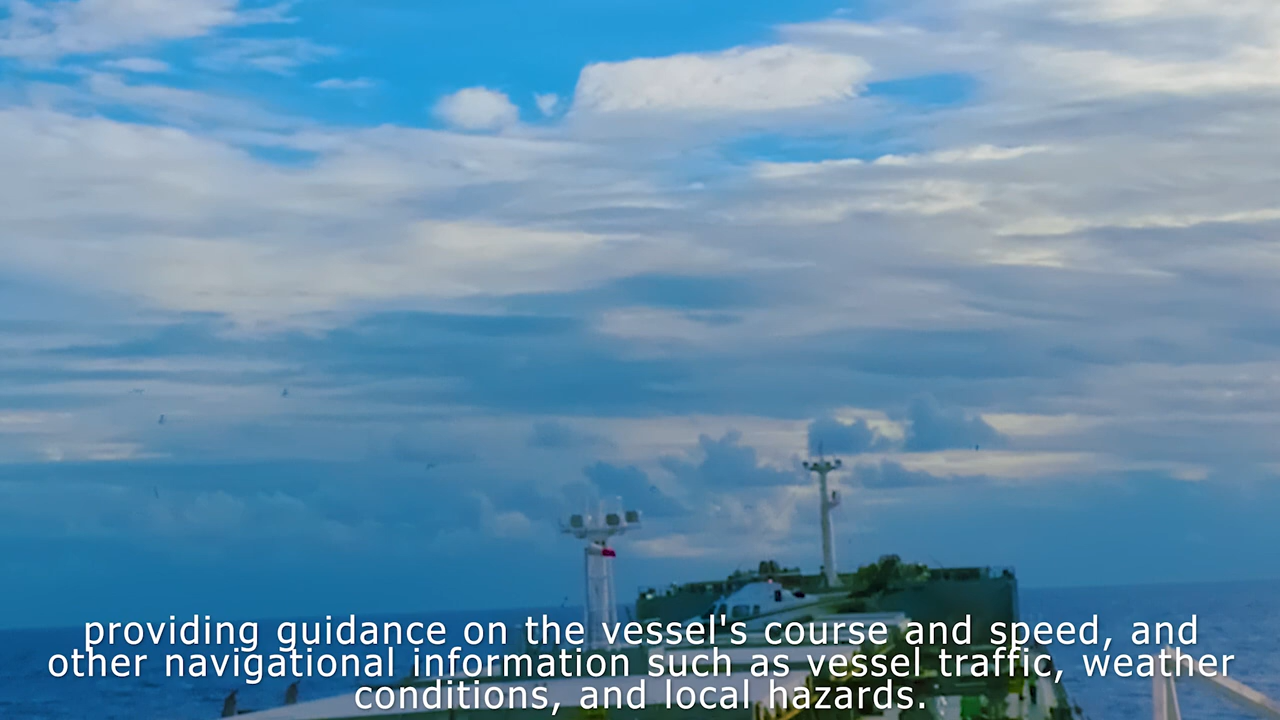 providing guidance on the vessel's course and speed, and
other navigational information such as vessel traffic, weather
conditions, and local hazards.